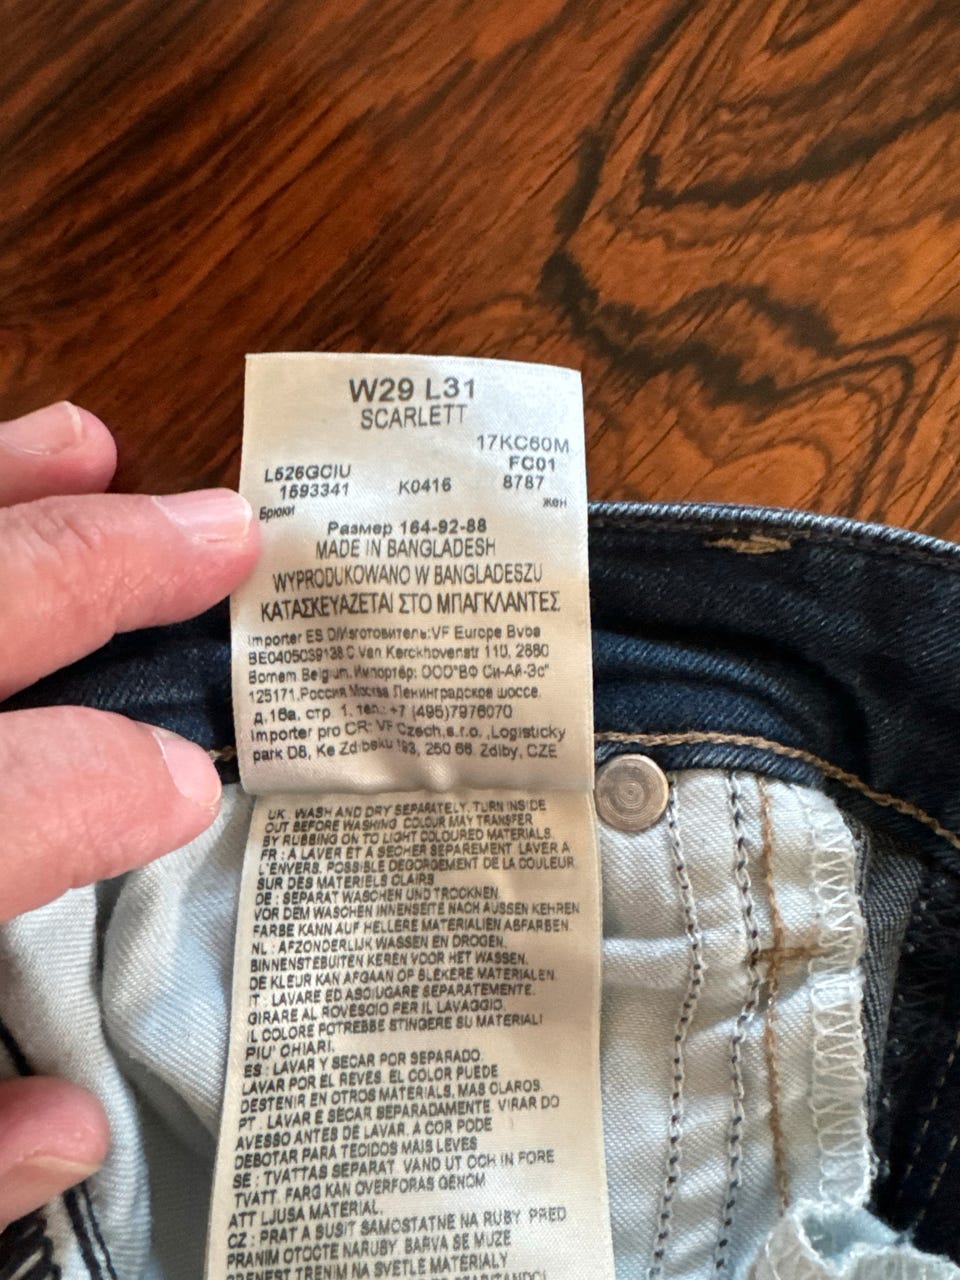 W29 L31
SCARLETT
17KC60M
L526GCIU FC01
1593341 K0416 8787
Брюки жен
Размер 164-92-88
MADE IN BANGLADESH
WYPRODUKOWANO W BANGLADESZU
ΚΑΤΑΣΚΕΥΑΖΕΤΑΙ ΣΤΟ ΜΠΑΓΚΛΑΝΤΕΣ
Importer ES D/Изготовитель:VF Europe Bvba
BE0405039138 C Van Kerckhovenstr 110, 2880
Bornem Belgium. Импортёр: ООО"ВФ Си-Ай-Эс"
125171,Россия Москва Ленинградское шоссе,
д.16а, стр. 1. тел.: +7 (495)7976070
Importer pro CR: VF Czech,s.r.o. ,Logisticky
park D8, Ke Zdibsku 193, 250 66 Zdiby, CZE
UK: WASH AND DRY SEPARATELY. TURN INSIDE
OUT BEFORE WASHING. COLOUR MAY TRANSFER
BY RUBBING ON TO LIGHT COLOURED MATERIALS.
FR : A LAVER ET A SECHER SEPAREMENT. LAVER A
L'ENVERS. POSSIBLE DEGORGEMENT DE LA COULEUR
SUR DES MATERIELS CLAIRS
DE : SEPARAT WASCHEN UND TROCKNEN.
VOR DEM WASCHEN INNENSEITE NACH AUSSEN KEHREN
FARBE KANN AUF HELLERE MATERIALIEN ABFARBEN.
NL : AFZONDERLIJK WASSEN EN DROGEN.
BINNENSTEBUITEN KEREN VOOR HET WASSEN.
DE KLEUR KAN AFGAAN OP BLEKERE MATERIALEN.
IT : LAVARE ED ASCIUGARE SEPARATEMENTE.
GIRARE AL ROVESCIO PER IL LAVAGGIO.
IL COLORE POTREBBE STINGERE SU MATERIALI
PIU' CHIARI.
ES : LAVAR Y SECAR POR SEPARADO.
LAVAR POR EL REVES. EL COLOR PUEDE
DESTENIR EN OTROS MATERIALS, MAS CLAROS.
PT : LAVAR E SECAR SEPARADAMENTE. VIRAR DO
AVESSO ANTES DE LAVAR. A COR PODE
DEBOTAR PARA TECIDOS MAIS LEVES
SE : TVATTAS SEPARAT. VAND UT OCH IN FORE
TVATT. FARG KAN OVERFORAS GENOM
ATT LJUSA MATERIAL.
CZ : PRAT A SUSIT SAMOSTATNE NA RUBY. PRED
PRANIM OTOCTE NARUBY. BARVA SE MUZE
PRENEST TRENIM NA SVETLE MATERIALY